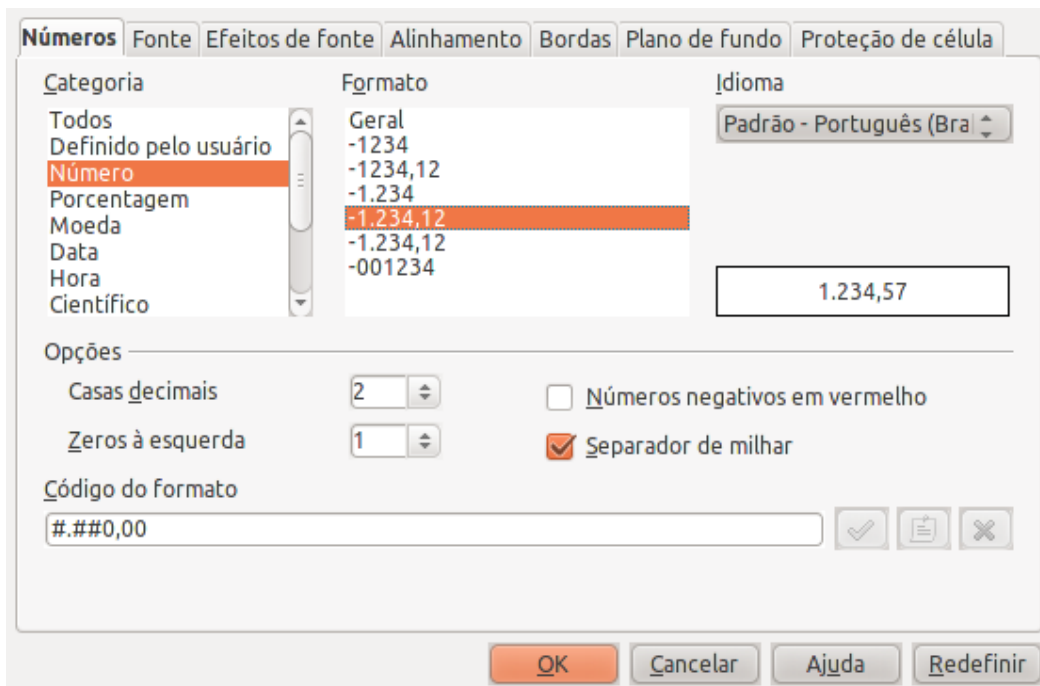 Números Fonte Efeitos de fonte Alinhamento Bordas Plano de fundo Proteção de célula
Categoria Formato Idioma
Todos
Definido pelo usuário
Número
Porcentagem
Moeda
Data
Hora
Científico
Geral
-1234
-1234,12
-1.234
-1.234,12
-1.234,12
-001234
Padrão - Português (Bra
1.234,57
Opções
Casas decimais 2
Números negativos em vermelho
Zeros à esquerda 1
Separador de milhar
Código do formato
#.##0,00
OK Cancelar Ajuda Redefinir